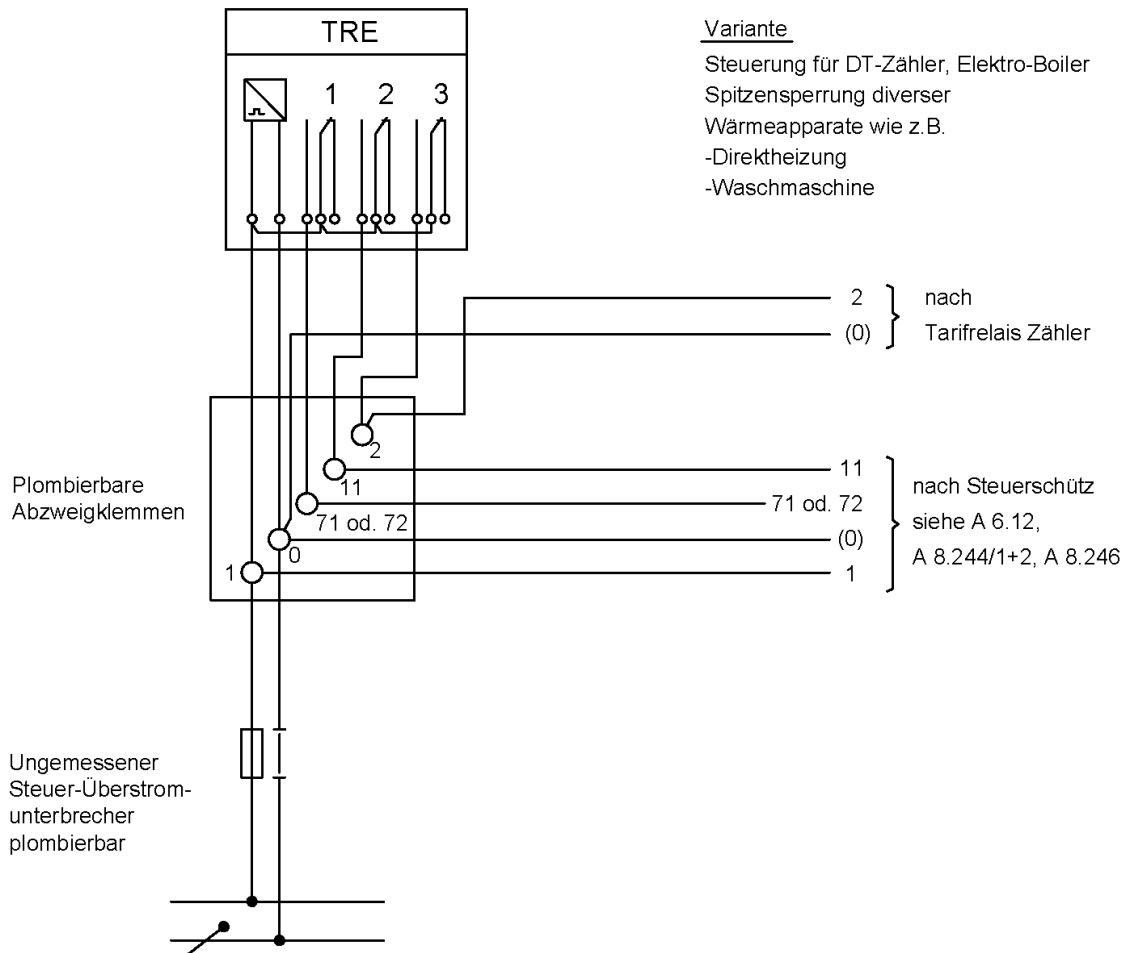 TRE
1 2 3
Variante
Steuerung für DT-Zähler, Elektro-Boiler
Spitzensperrung diverser
Wärmeapparate wie z.B.
-Direktheizung
-Waschmaschine
2
(0)
nach
Tarifrelais Zähler
Plombierbare
Abzweigklemmen
2
11
71 od. 72
0
1
11
71 od. 72
(0)
1
nach Steuerschütz
siehe A 6.12,
A 8.244/1+2, A 8.246
Ungemessener
Steuer-Überstrom-
unterbrecher
plombierbar